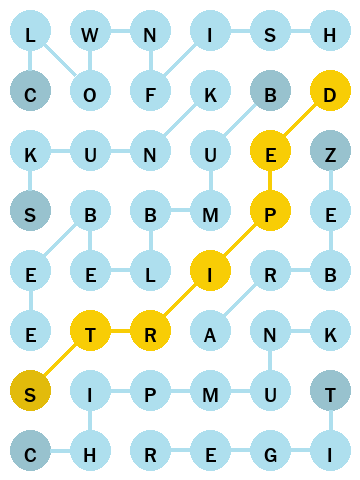 L W N I S H
C O F K B D
K U N U E Z
S B B M P E
E E L I R B
E T R A N K
S I P M U T
C H R E G I